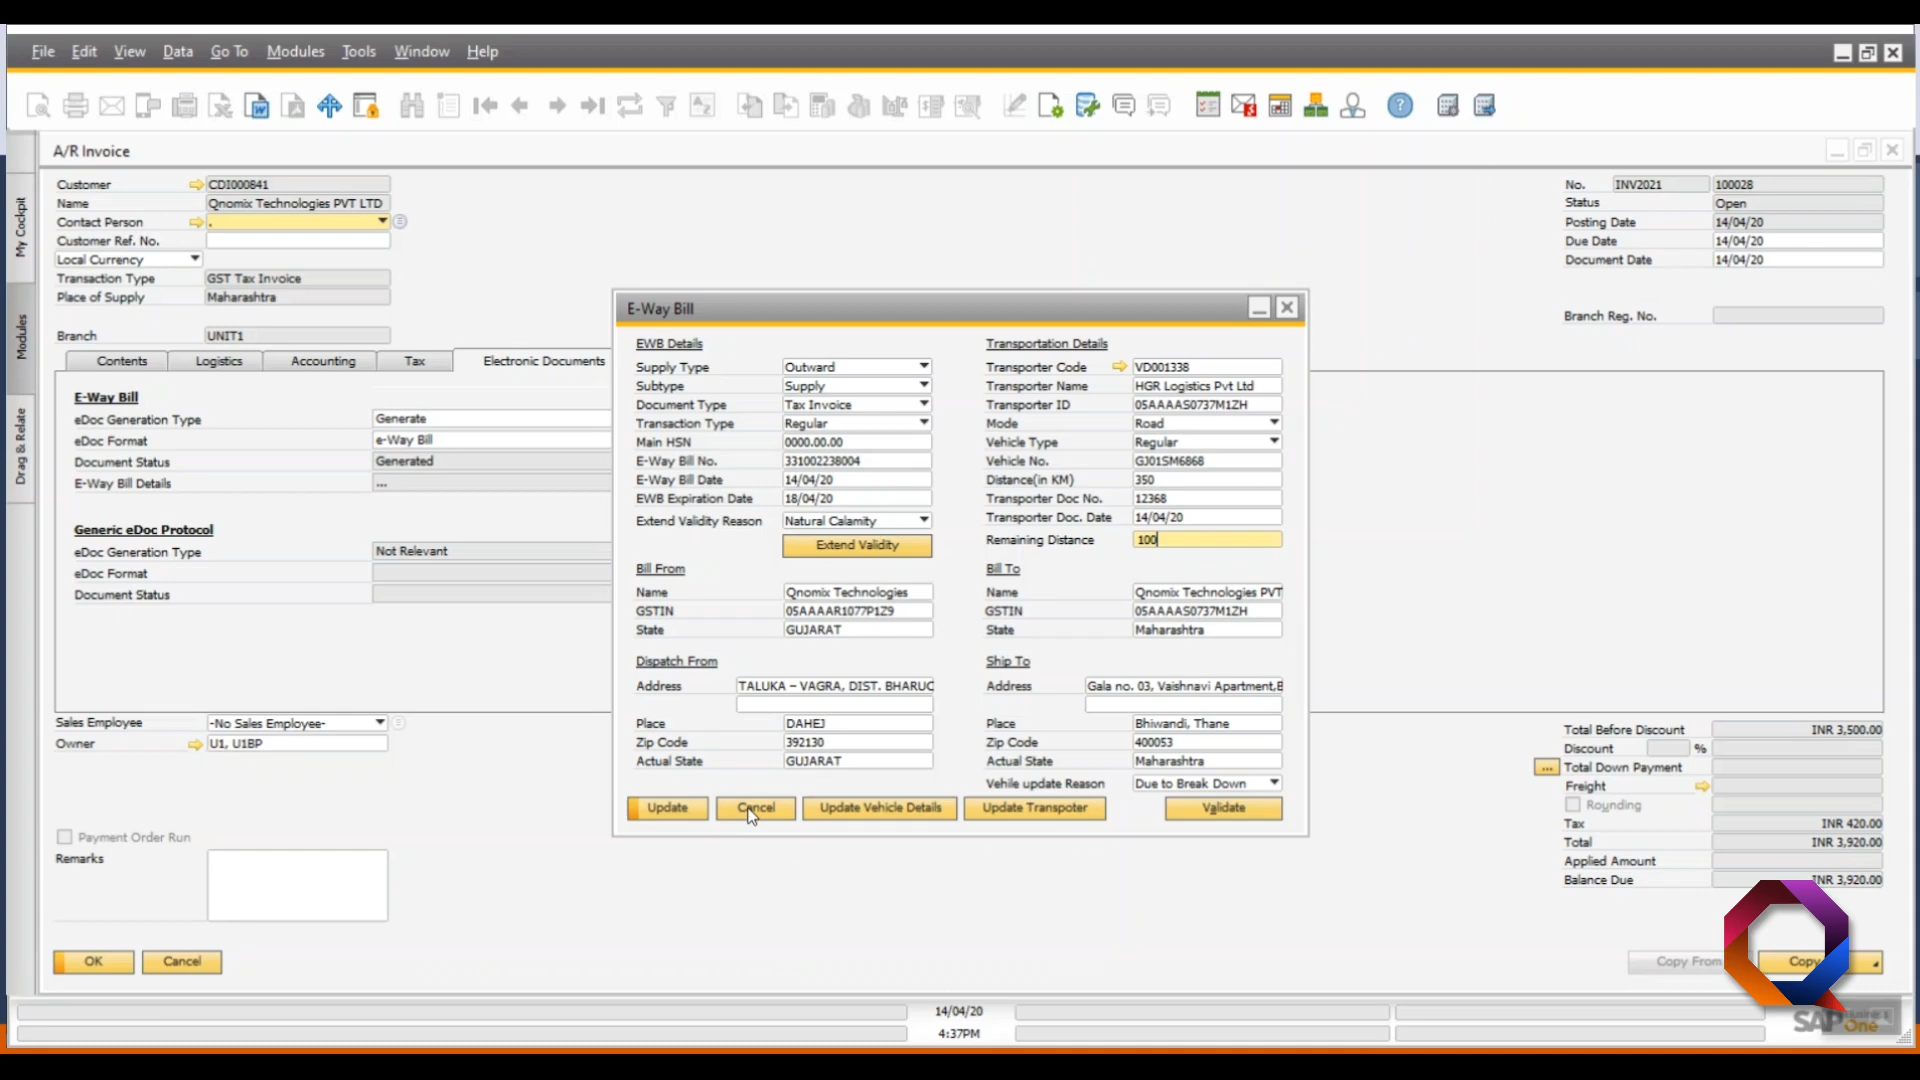 File Edit View Data Go To Modules Tools Window Help
A/R Invoice
My Cockpit
Modules
Drag & Relate
Customer CDI000841
Name Qnomix Technologies PVT LTD
Contact Person .
Customer Ref. No.
Local Currency
Transaction Type GST Tax Invoice
Place of Supply Maharashtra
Branch UNIT1
No. INV2021 100028
Status Open
Posting Date 14/04/20
Due Date 14/04/20
Document Date 14/04/20
Branch Reg. No.
Contents Logistics Accounting Tax Electronic Documents
E-Way Bill
eDoc Generation Type Generate
eDoc Format e-Way Bill
Document Status Generated
E-Way Bill Details ...
Generic eDoc Protocol
eDoc Generation Type Not Relevant
eDoc Format
Document Status
E-Way Bill
EWB Details
Supply Type Outward
Subtype Supply
Document Type Tax Invoice
Transaction Type Regular
Main HSN 0000.00.00
E-Way Bill No. 331002238004
E-Way Bill Date 14/04/20
EWB Expiration Date 18/04/20
Extend Validity Reason Natural Calamity
Extend Validity
Transportation Details
Transporter Code VD001338
Transporter Name HGR Logistics Pvt Ltd
Transporter ID 05AAAAS0737M1ZH
Mode Road
Vehicle Type Regular
Vehicle No. GJ01SM6868
Distance(in KM) 350
Transporter Doc No. 12368
Transporter Doc. Date 14/04/20
Remaining Distance 100
Bill From
Name Qnomix Technologies
GSTIN 05AAAAR1077P1Z9
State GUJARAT
Bill To
Name Qnomix Technologies PVT
GSTIN 05AAAAS0737M1ZH
State Maharashtra
Dispatch From
Address TALUKA – VAGRA, DIST. BHARUC
Place DAHEJ
Zip Code 392130
Actual State GUJARAT
Ship To
Address Gala no. 03, Vaishnavi Apartment,B
Place Bhiwandi, Thane
Zip Code 400053
Actual State Maharashtra
Vehile update Reason Due to Break Down
Update Cancel Update Vehicle Details Update Transpoter Validate
Sales Employee -No Sales Employee-
Owner U1, U1BP
Payment Order Run
Remarks
Total Before Discount INR 3,500.00
Discount %
... Total Down Payment
Freight
Rounding
Tax INR 420.00
Total INR 3,920.00
Applied Amount
Balance Due INR 3,920.00
OK Cancel
Copy From Copy
14/04/20
4:37PM
SAP One